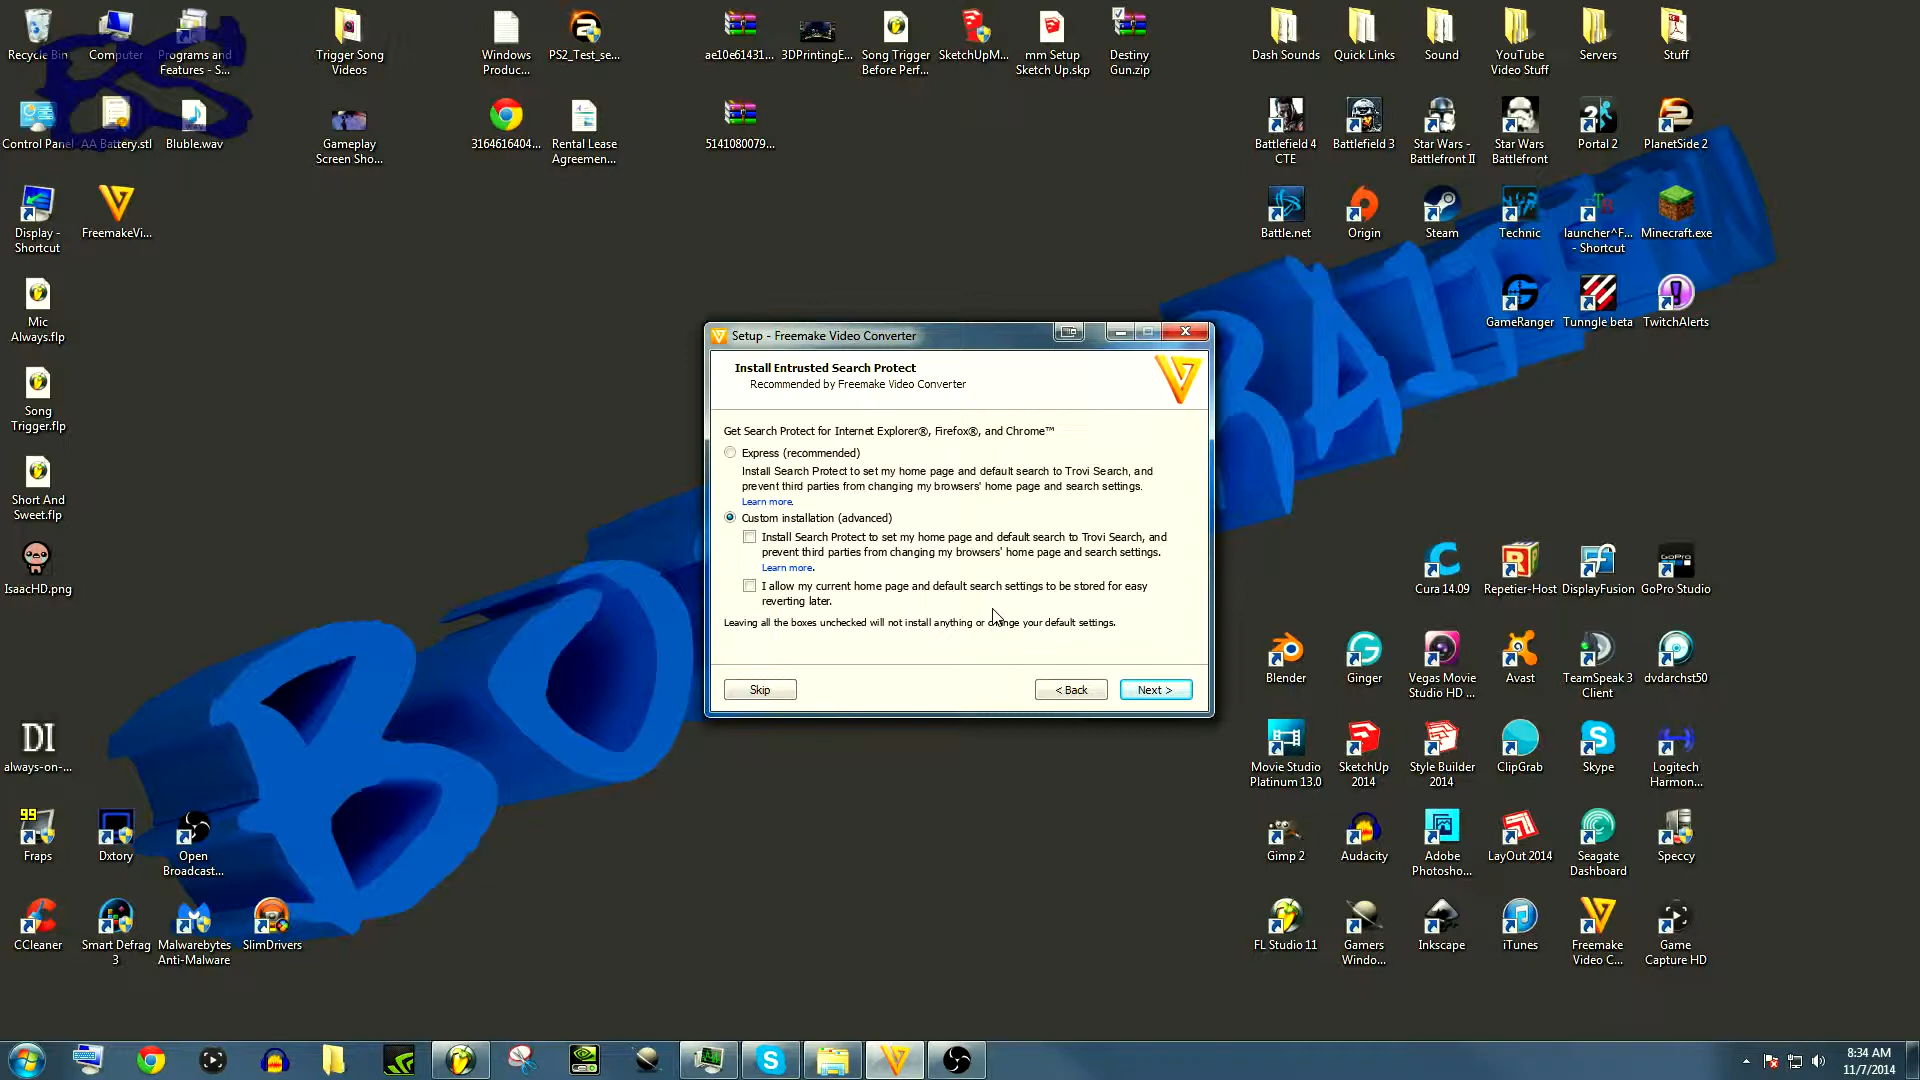 Recycle Bin
Computer
Programs and
Features - S...
Trigger Song
Videos
Windows
Produc...
PS2_Test_se...
ae10e61431...
3DPrintingE...
Song Trigger
Before Perf...
SketchUpM...
mm Setup
Sketch Up.skp
Destiny
Gun.zip
Dash Sounds
Quick Links
Sound
YouTube
Video Stuff
Servers
Stuff
Control Panel
AA Battery.stl
Bluble.wav
Gameplay
Screen Sho...
3164616404...
Rental Lease
Agreemen...
5141080079...
Battlefield 4
CTE
Battlefield 3
Star Wars -
Battlefront II
Star Wars
Battlefront
Portal 2
PlanetSide 2
Display -
Shortcut
FreemakeVi...
Battle.net
Origin
Steam
Technic
launcher^F...
- Shortcut
Minecraft.exe
Mic
Always.flp
GameRanger
Tunngle beta
TwitchAlerts
Song
Trigger.flp
Short And
Sweet.flp
IsaacHD.png
Setup - Freemake Video Converter
Install Entrusted Search Protect
Recommended by Freemake Video Converter
Get Search Protect for Internet Explorer®, Firefox®, and Chrome™
Express (recommended)
Install Search Protect to set my home page and default search to Trovi Search, and
prevent third parties from changing my browsers' home page and search settings.
Learn more.
Custom installation (advanced)
Install Search Protect to set my home page and default search to Trovi Search, and
prevent third parties from changing my browsers' home page and search settings.
Learn more.
I allow my current home page and default search settings to be stored for easy
reverting later.
Leaving all the boxes unchecked will not install anything or change your default settings.
Skip
< Back
Next >
Cura 14.09
Repetier-Host
DisplayFusion
GoPro Studio
Blender
Ginger
Vegas Movie
Studio HD ...
Avast
TeamSpeak 3
Client
dvdarchst50
DI
always-on-...
Movie Studio
Platinum 13.0
SketchUp
2014
Style Builder
2014
ClipGrab
Skype
Logitech
Harmon...
99
Fraps
Dxtory
Open
Broadcast...
Gimp 2
Audacity
Adobe
Photosho...
LayOut 2014
Seagate
Dashboard
Speccy
CCleaner
Smart Defrag
3
Malwarebytes
Anti-Malware
SlimDrivers
FL Studio 11
Gamers
Windo...
Inkscape
iTunes
Freemake
Video C...
Game
Capture HD
8:34 AM
11/7/2014